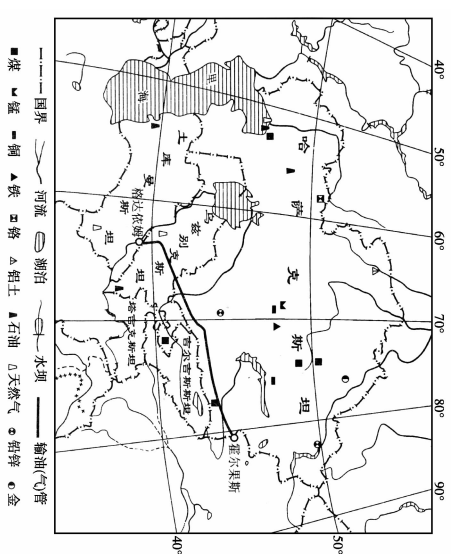 40°
50°
60°
70°
80°
90°
50°
40°
里海
哈萨克斯坦
土库曼斯坦
乌兹别克斯坦
格达依姆
塔吉克斯坦
吉尔吉斯斯坦
霍尔果斯
国界 河流 湖泊 水坝 输油(气)管
煤 锰 铜 铁 铬 铝土 石油 天然气 铅锌 金